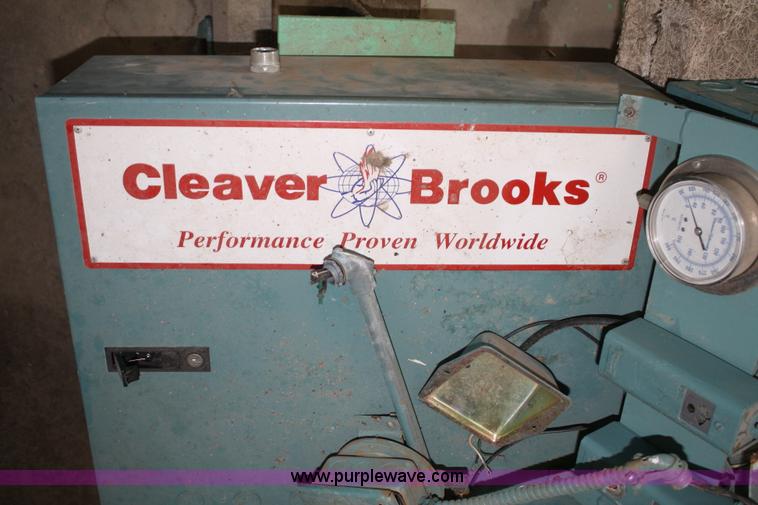 Cleaver Brooks®
Performance Proven Worldwide
www.purplewave.com